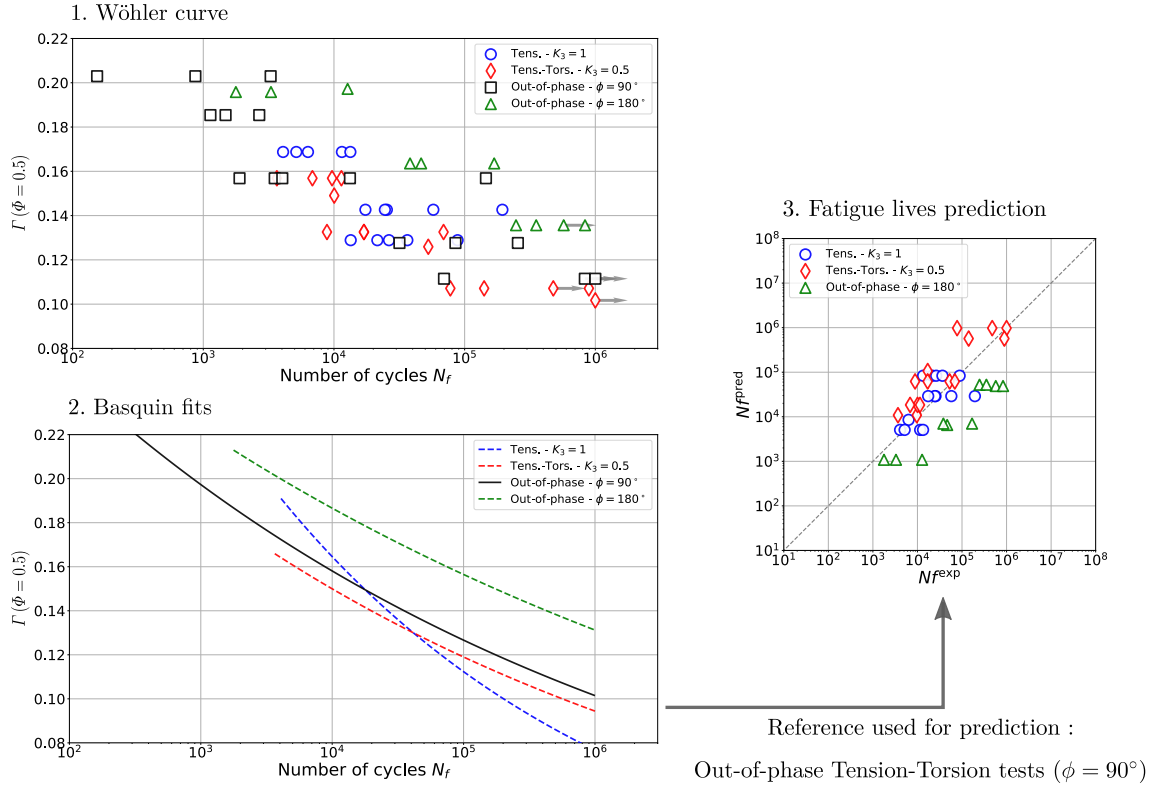 1. Wöhler curve
0.22
0.20
0.18
0.16
0.14
0.12
0.10
0.08
Γ (Φ = 0.5)
10² 10³ 10⁴ 10⁵ 10⁶
Number of cycles N_f
Tens. - K₃ = 1
Tens.-Tors. - K₃ = 0.5
Out-of-phase - ϕ = 90°
Out-of-phase - ϕ = 180°
2. Basquin fits
0.22
0.20
0.18
0.16
0.14
0.12
0.10
0.08
Γ (Φ = 0.5)
10² 10³ 10⁴ 10⁵ 10⁶
Number of cycles N_f
Tens. - K₃ = 1
Tens.-Tors. - K₃ = 0.5
Out-of-phase - ϕ = 90°
Out-of-phase - ϕ = 180°
3. Fatigue lives prediction
10⁸
10⁷
10⁶
10⁵
10⁴
10³
10²
10¹
Nf^pred
10¹ 10² 10³ 10⁴ 10⁵ 10⁶ 10⁷ 10⁸
Nf^exp
Tens. - K₃ = 1
Tens.-Tors. - K₃ = 0.5
Out-of-phase - ϕ = 180°
Reference used for prediction :
Out-of-phase Tension-Torsion tests (ϕ = 90°)